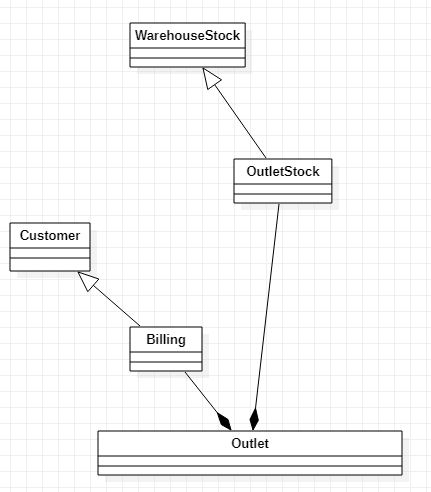 WarehouseStock
OutletStock
Customer
Billing
Outlet